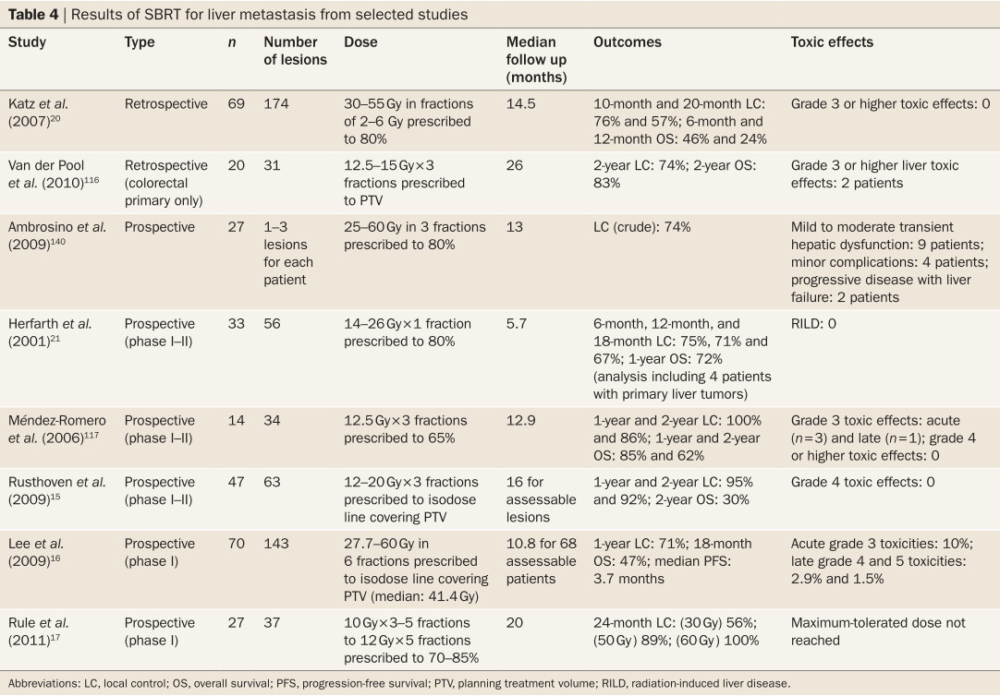 Table 4 | Results of SBRT for liver metastasis from selected studies
Study Type n Number of lesions Dose Median follow up (months) Outcomes Toxic effects
Katz et al. (2007)20
Retrospective
69
174
30–55 Gy in fractions
of 2–6 Gy prescribed
to 80%
14.5
10-month and 20-month LC:
76% and 57%; 6-month and
12-month OS: 46% and 24%
Grade 3 or higher toxic effects: 0
Van der Pool
et al. (2010)116
Retrospective
(colorectal
primary only)
20
31
12.5–15 Gy × 3
fractions prescribed
to PTV
26
2-year LC: 74%; 2-year OS:
83%
Grade 3 or higher liver toxic
effects: 2 patients
Ambrosino et al.
(2009)140
Prospective
27
1–3
lesions
for each
patient
25–60 Gy in 3 fractions
prescribed to 80%
13
LC (crude): 74%
Mild to moderate transient
hepatic dysfunction: 9 patients;
minor complications: 4 patients;
progressive disease with liver
failure: 2 patients
Herfarth et al.
(2001)21
Prospective
(phase I–II)
33
56
14–26 Gy × 1 fraction
prescribed to 80%
5.7
6-month, 12-month, and
18-month LC: 75%, 71% and
67%; 1-year OS: 72%
(analysis including 4 patients
with primary liver tumors)
RILD: 0
Méndez-Romero
et al. (2006)117
Prospective
(phase I–II)
14
34
12.5 Gy × 3 fractions
prescribed to 65%
12.9
1-year and 2-year LC: 100%
and 86%; 1-year and 2-year
OS: 85% and 62%
Grade 3 toxic effects: acute
(n = 3) and late (n = 1); grade 4
or higher toxic effects: 0
Rusthoven et al.
(2009)15
Prospective
(phase I–II)
47
63
12–20 Gy × 3 fractions
prescribed to isodose
line covering PTV
16 for
assessable
lesions
1-year and 2-year LC: 95%
and 92%; 2-year OS: 30%
Grade 4 toxic effects: 0
Lee et al.
(2009)16
Prospective
(phase I)
70
143
27.7–60 Gy in
6 fractions prescribed
to isodose line covering
PTV (median: 41.4 Gy)
10.8 for 68
assessable
patients
1-year LC: 71%; 18-month
OS: 47%; median PFS:
3.7 months
Acute grade 3 toxicities: 10%;
late grade 4 and 5 toxicities:
2.9% and 1.5%
Rule et al.
(2011)17
Prospective
(phase I)
27
37
10 Gy × 3–5 fractions
to 12 Gy × 5 fractions
prescribed to 70–85%
20
24-month LC: (30 Gy) 56%;
(50 Gy) 89%; (60 Gy) 100%
Maximum-tolerated dose not
reached
Abbreviations: LC, local control; OS, overall survival; PFS, progression-free survival; PTV, planning treatment volume; RILD, radiation-induced liver disease.